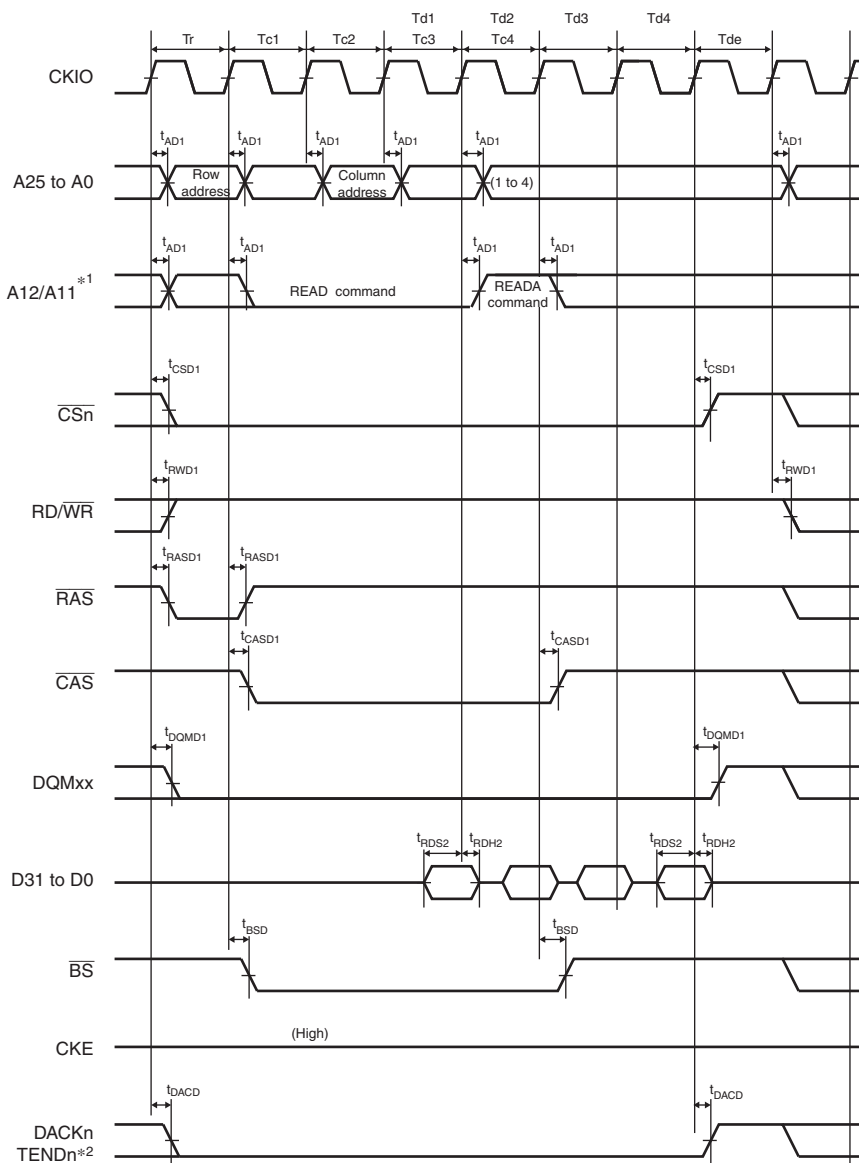 Td1 Td2 Td3 Td4
Tr Tc1 Tc2 Tc3 Tc4 Tde
CKIO
tAD1 tAD1 tAD1 tAD1 tAD1 tAD1
A25 to A0
Row address
Column address
(1 to 4)
tAD1 tAD1 tAD1 tAD1
A12/A11*1
READ command
READA command
tCSD1 tCSD1
CSn
tRWD1 tRWD1
RD/WR
tRASD1 tRASD1
RAS
tCASD1 tCASD1
CAS
tDQMD1 tDQMD1
DQMxx
tRDS2 tRDH2 tRDS2 tRDH2
D31 to D0
tBSD tBSD
BS
(High)
CKE
tDACD tDACD
DACKn
TENDn*2